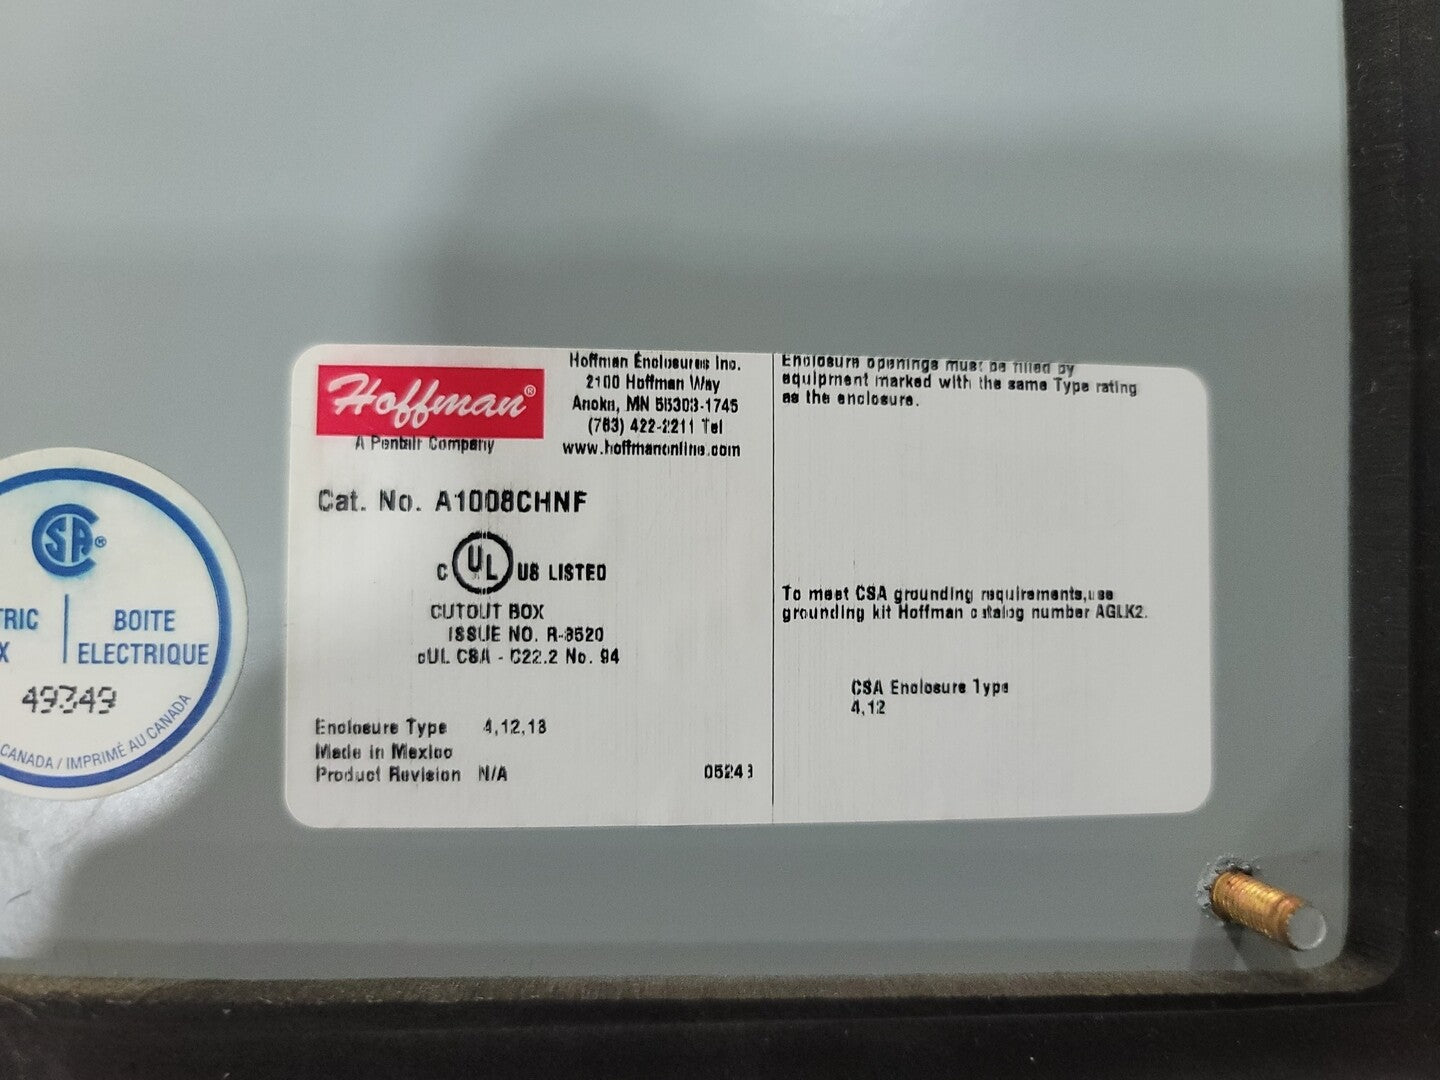 Hoffman®
A Pentair Company
Hoffman Enclosures Inc.
2100 Hoffman Way
Anoka, MN 55303-1745
(763) 422-2211 Tel
www.hoffmanonline.com
Cat. No. A1008CHNF
C UL US LISTED
CUTOUT BOX
ISSUE NO. R-8520
cUL CSA - C22.2 No. 94
Enclosure Type 4,12,13
Made in Mexico
Product Revision N/A
Enclosure openings must be filled by
equipment marked with the same Type rating
as the enclosure.
To meet CSA grounding requirements,use
grounding kit Hoffman catalog number AGLK2.
CSA Enclosure Type
4,12
CSA®
TRIC
X
BOITE
ELECTRIQUE
49349
CANADA / IMPRIMÉ AU CANADA